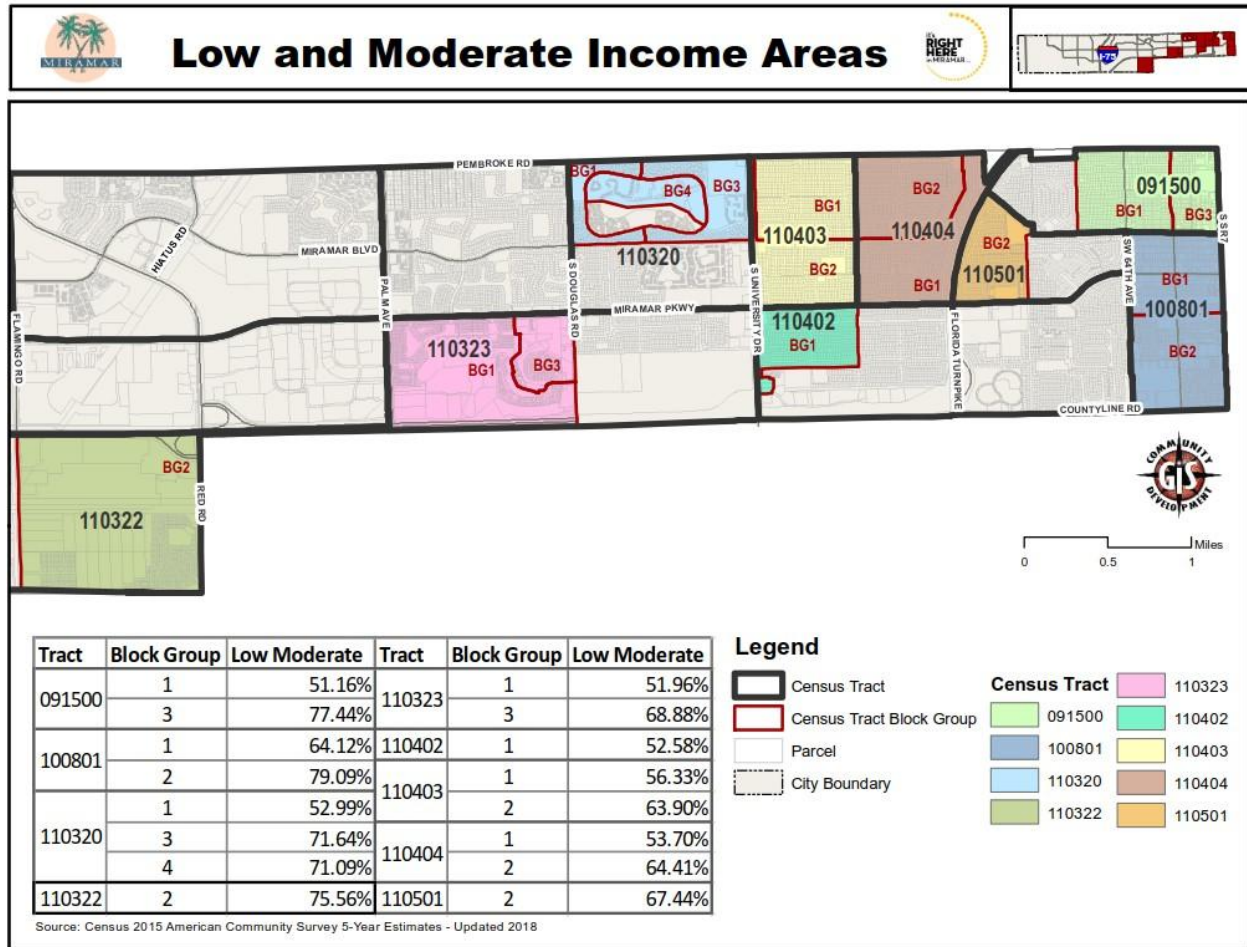 MIRAMAR
Low and Moderate Income Areas
IT'S
RIGHT
HERE
in MIRAMAR
I-75
PEMBROKE RD
HIATUS RD
MIRAMAR BLVD
PALM AVE
FLAMINGO RD
S DOUGLAS RD
MIRAMAR PKWY
S UNIVERSITY DR
FLORIDA TURNPIKE
SW 64TH AVE
S SR7
COUNTYLINE RD
RED RD
BG1
BG4
BG3
110320
BG1
110403
BG2
BG2
110404
BG1
BG2
110501
091500
BG1
BG3
BG1
100801
BG2
110402
BG1
110323
BG1
BG3
BG2
110322
COMMUNITY
GIS
DEVELOPMENT
Miles
0 0.5 1
Tract Block Group Low Moderate Tract Block Group Low Moderate
091500 1 51.16% 110323 1 51.96%
3 77.44% 3 68.88%
100801 1 64.12% 110402 1 52.58%
2 79.09% 110403 1 56.33%
110320 1 52.99% 2 63.90%
3 71.64% 110404 1 53.70%
4 71.09% 2 64.41%
110322 2 75.56% 110501 2 67.44%
Source: Census 2015 American Community Survey 5-Year Estimates - Updated 2018
Legend
Census Tract
Census Tract Block Group
Parcel
City Boundary
Census Tract
091500
100801
110320
110322
110323
110402
110403
110404
110501